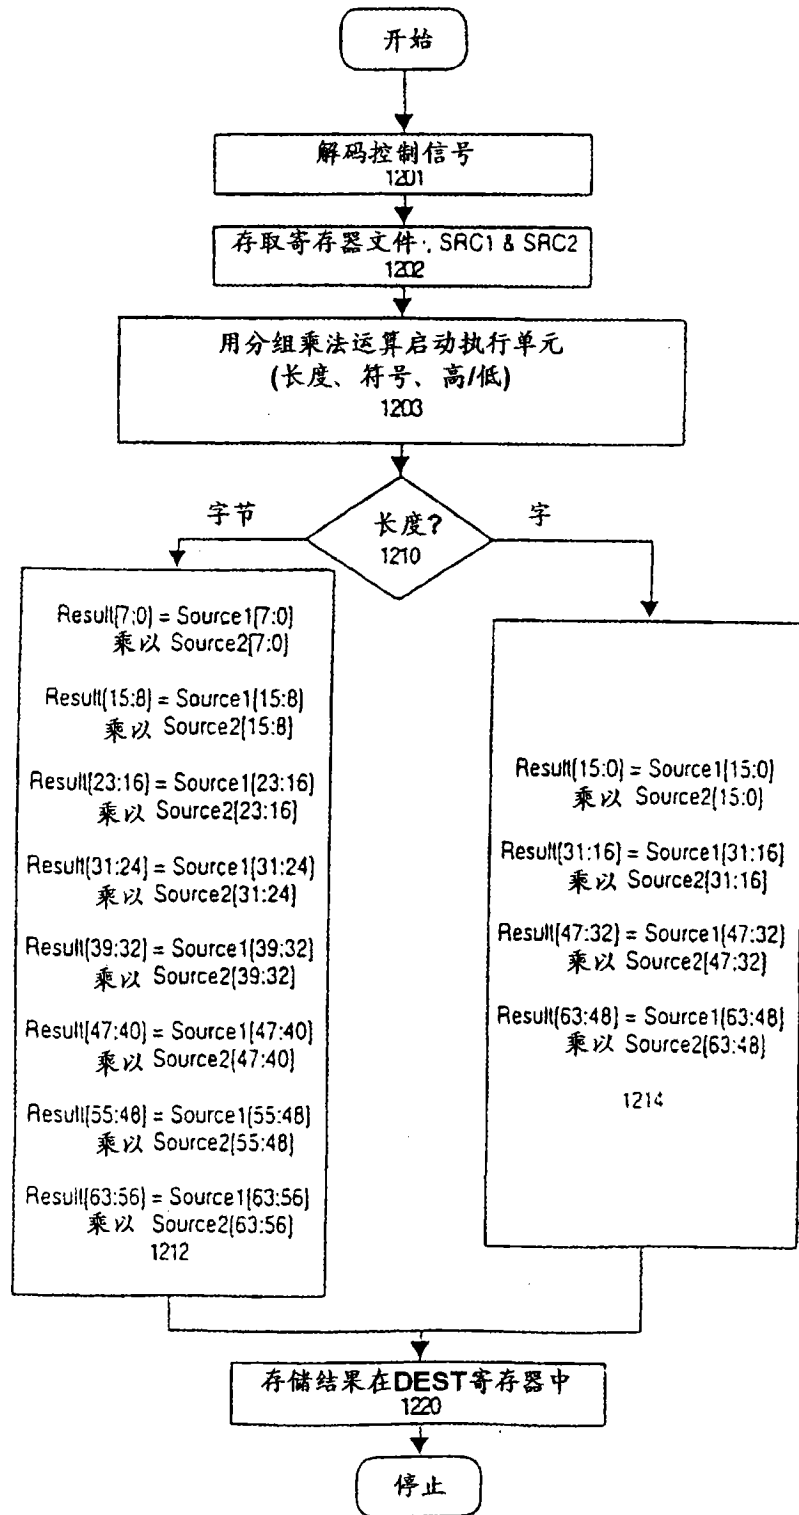 开始
解码控制信号
1201
存取寄存器文件, SRC1 & SRC2
1202
用分组乘法运算启动执行单元
(长度、符号、高/低)
1203
长度?
1210
字节
字
Result[7:0] = Source1[7:0]
乘以 Source2[7:0]
Result[15:8] = Source1[15:8]
乘以 Source2[15:8]
Result[23:16] = Source1[23:16]
乘以 Source2[23:16]
Result[31:24] = Source1[31:24]
乘以 Source2[31:24]
Result[39:32] = Source1[39:32]
乘以 Source2[39:32]
Result[47:40] = Source1[47:40]
乘以 Source2[47:40]
Result[55:48] = Source1[55:48]
乘以 Source2[55:48]
Result[63:56] = Source1[63:56]
乘以 Source2[63:56]
1212
Result[15:0] = Source1[15:0]
乘以 Source2[15:0]
Result[31:16] = Source1[31:16]
乘以 Source2[31:16]
Result[47:32] = Source1[47:32]
乘以 Source2[47:32]
Result[63:48] = Source1[63:48]
乘以 Source2[63:48]
1214
存储结果在DEST寄存器中
1220
停止